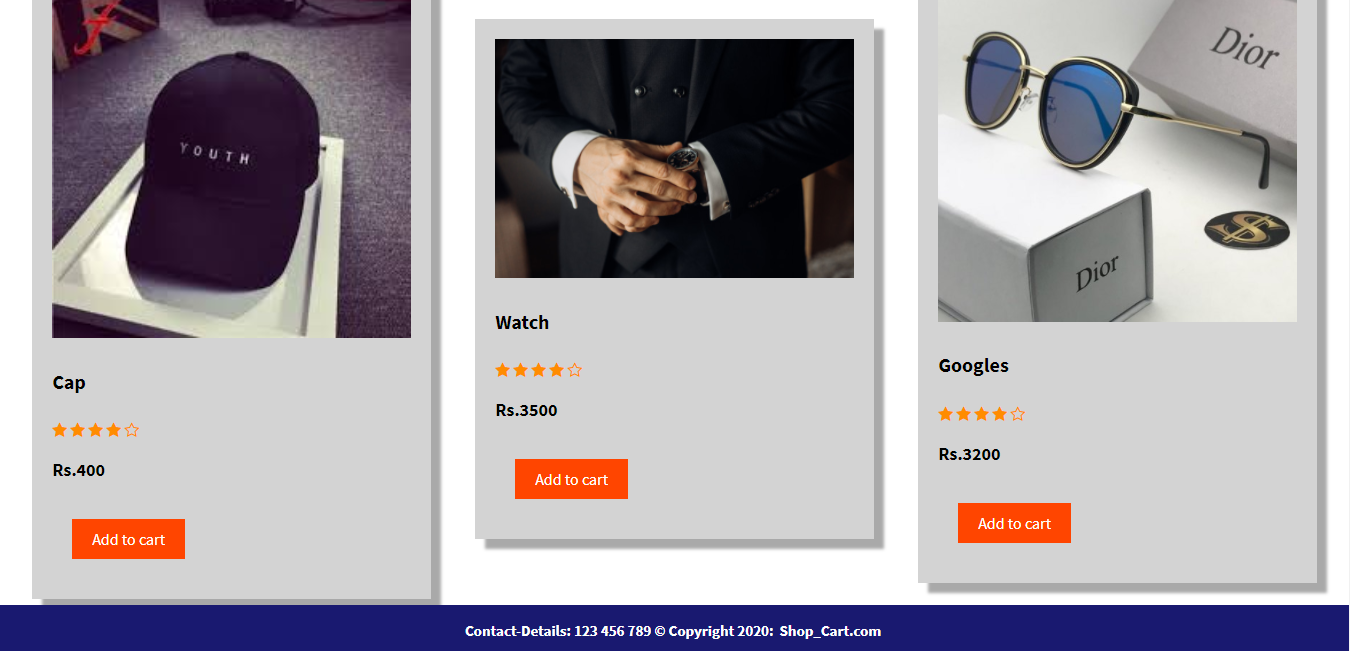 YOUTH
Cap
Rs.400
Add to cart
Watch
Rs.3500
Add to cart
Dior
Dior
Googles
Rs.3200
Add to cart
Contact-Details: 123 456 789 © Copyright 2020: Shop_Cart.com